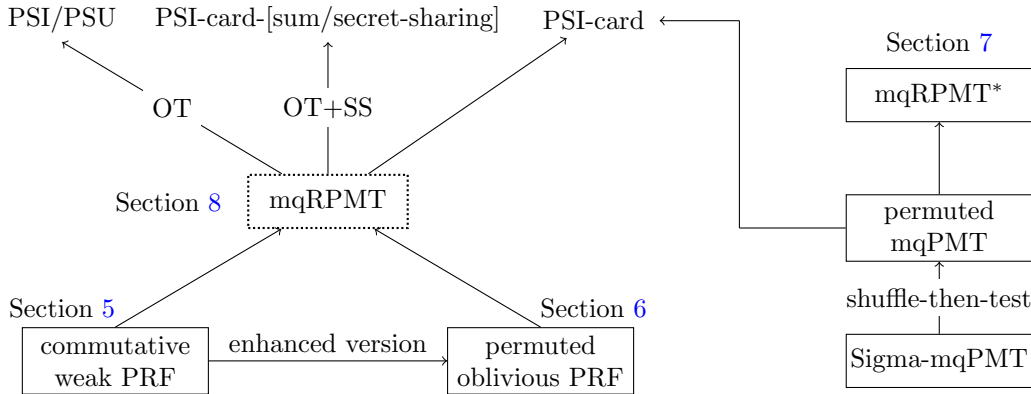 PSI/PSU PSI-card-[sum/secret-sharing] PSI-card
Section 7
mqRPMT*
OT OT+SS
Section 8 mqRPMT
permuted
mqPMT
Section 5 Section 6
shuffle-then-test
commutative
weak PRF
enhanced version
permuted
oblivious PRF
Sigma-mqPMT